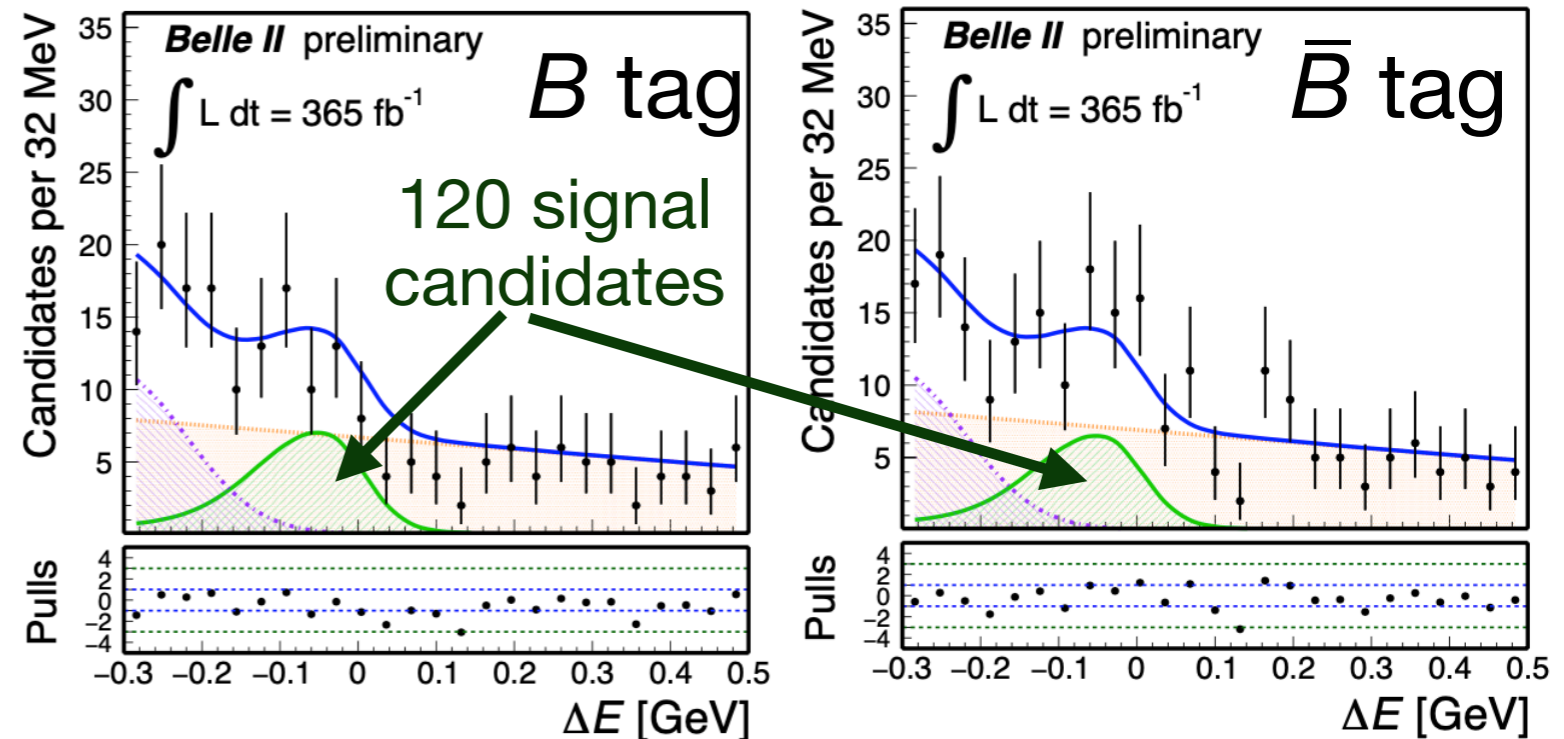 Belle II preliminary
∫ L dt = 365 fb⁻¹
B tag
Candidates per 32 MeV
35
30
25
20
15
10
5
Pulls
4
2
0
−2
−4
−0.3 −0.2 −0.1 0 0.1 0.2 0.3 0.4 0.5
ΔE [GeV]
120 signal
candidates
Belle II preliminary
∫ L dt = 365 fb⁻¹
B̅ tag
Candidates per 32 MeV
35
30
25
20
15
10
5
Pulls
4
2
0
−2
−4
−0.3 −0.2 −0.1 0 0.1 0.2 0.3 0.4 0.5
ΔE [GeV]